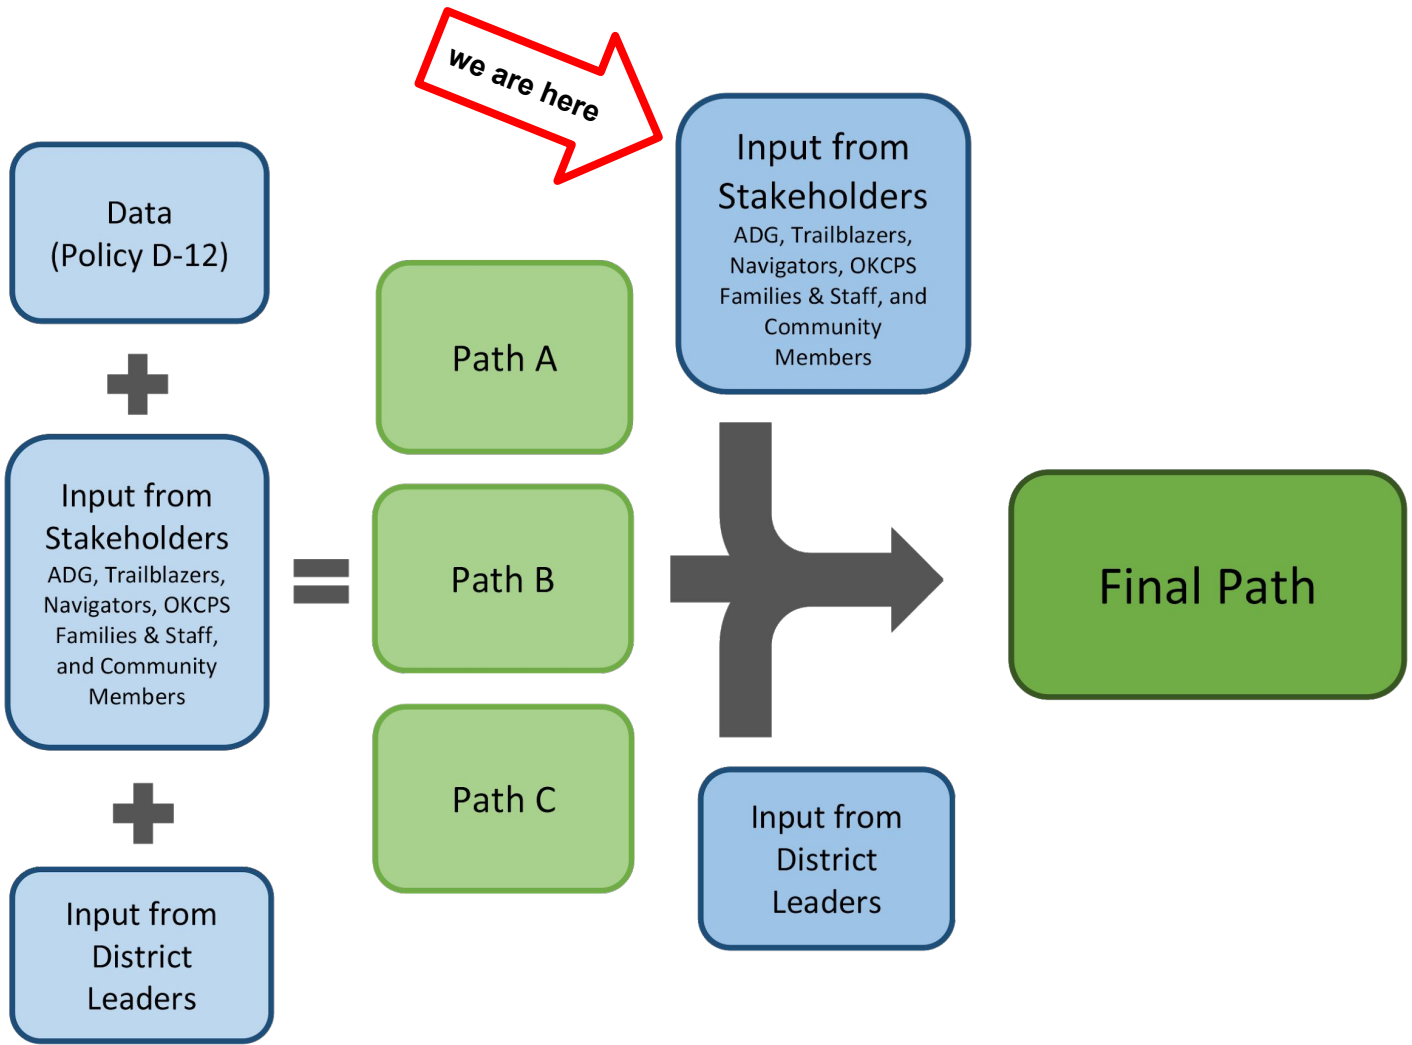 we are here
Data
(Policy D-12)
Input from
Stakeholders
ADG, Trailblazers,
Navigators, OKCPS
Families & Staff,
and Community
Members
Input from
District
Leaders
Path A
Path B
Path C
Input from
Stakeholders
ADG, Trailblazers,
Navigators, OKCPS
Families & Staff, and
Community
Members
Input from
District
Leaders
Final Path